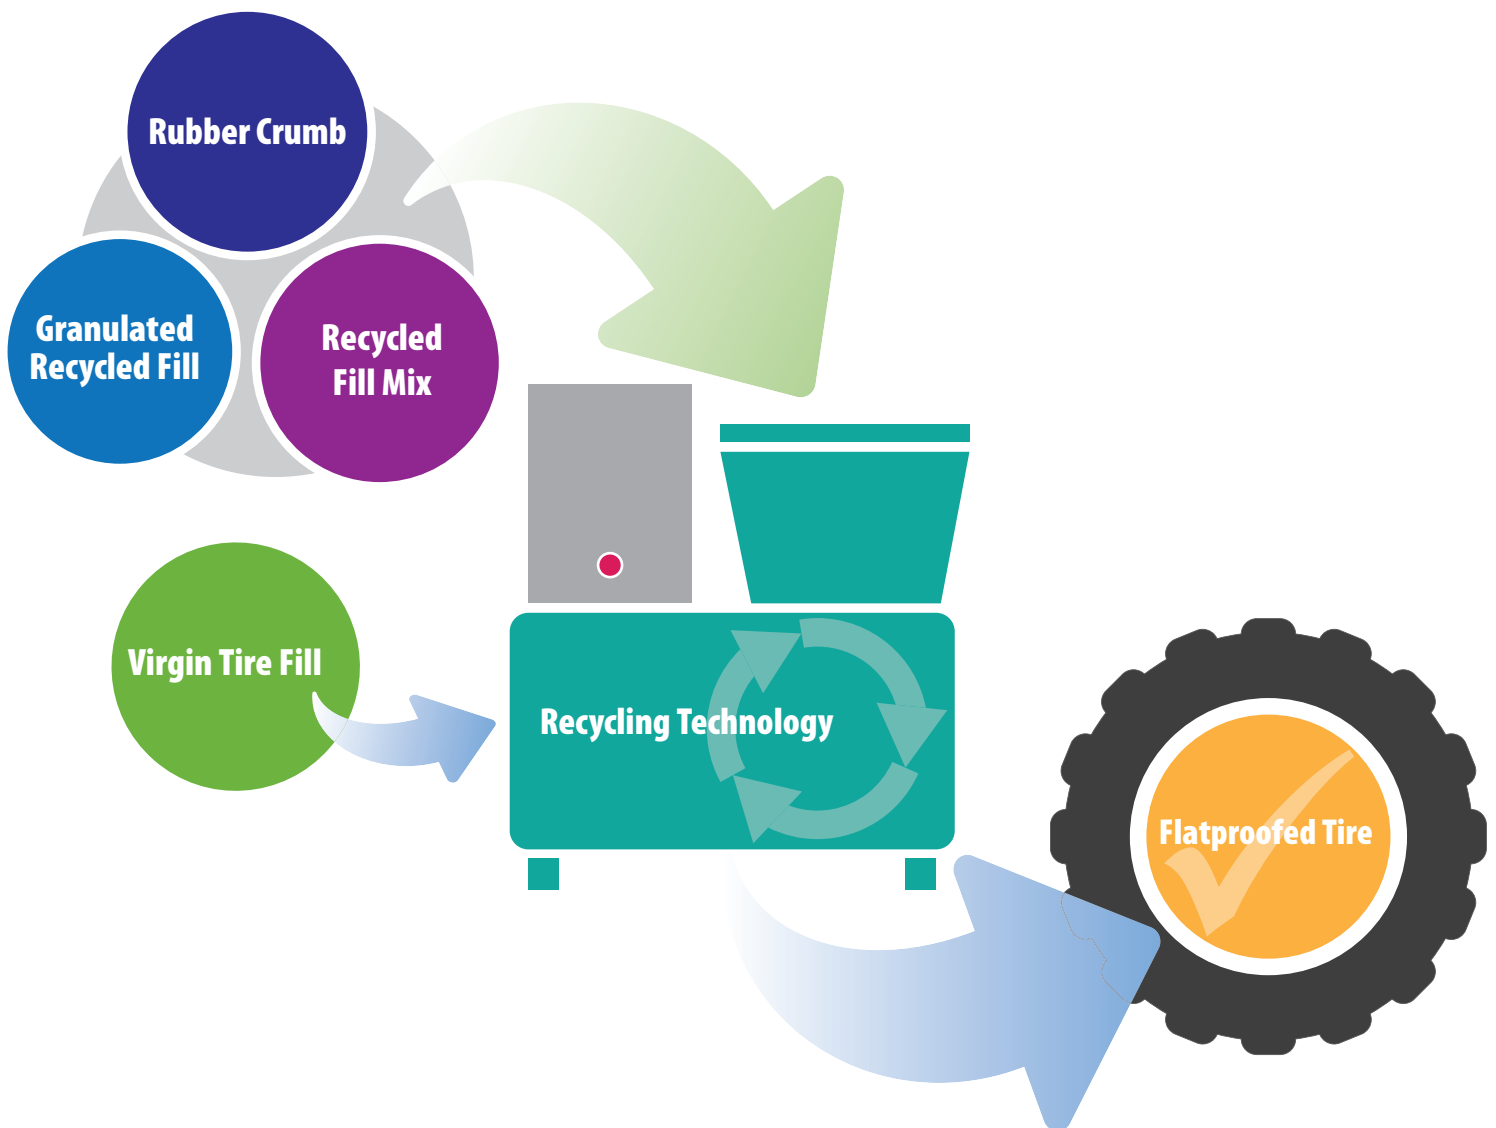 Rubber Crumb
Granulated
Recycled Fill
Recycled
Fill Mix
Virgin Tire Fill
Recycling Technology
Flatproofed Tire